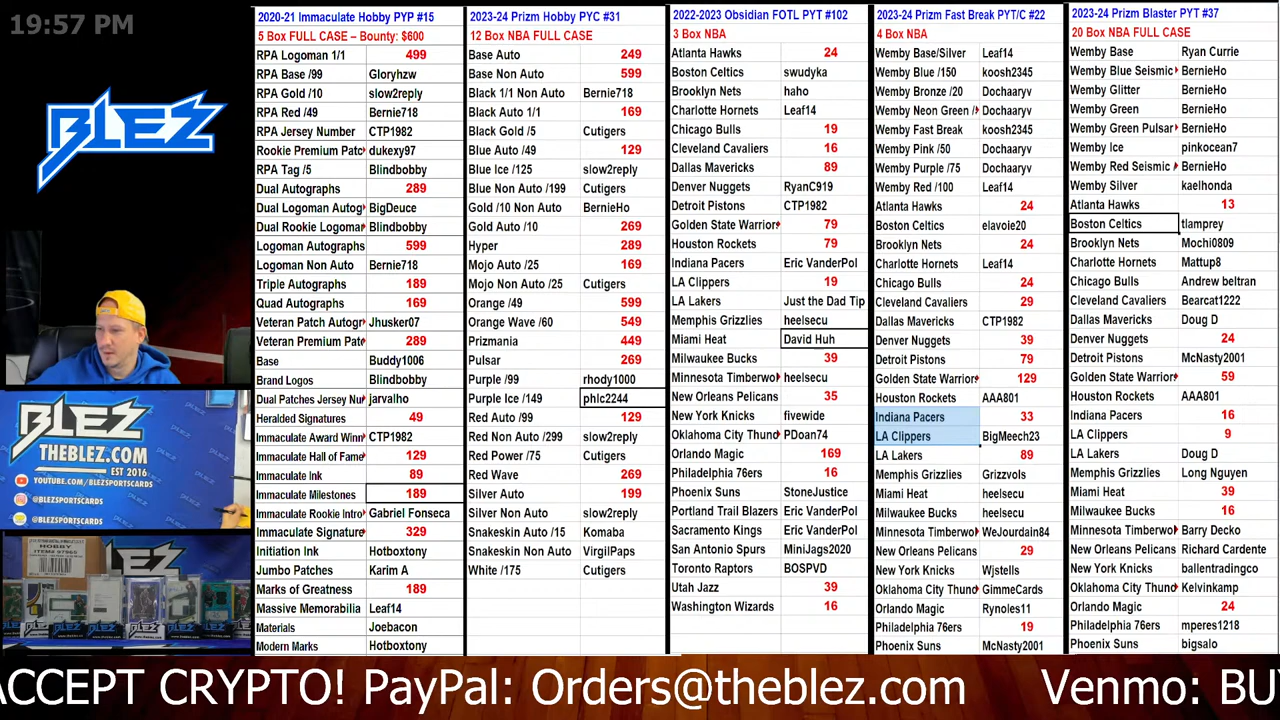 19:57 PM
BLEZ
BLEZ
THEBLEZ.COM
EST 2016
YOUTUBE.COM/BLEZSPORTSCARDS
@BLEZSPORTSCARDS
@BLEZSPORTSCARDS
HOBBY
2020-21 Immaculate Hobby PYP #15
5 Box FULL CASE – Bounty: $600
RPA Logoman 1/1 499
RPA Base /99 Gloryhzw
RPA Gold /10 slow2reply
RPA Red /49 Bernie718
RPA Jersey Number CTP1982
Rookie Premium Patc dukexy97
RPA Tag /5 Blindbobby
Dual Autographs 289
Dual Logoman Autog BigDeuce
Dual Rookie Logoma Blindbobby
Logoman Autographs 599
Logoman Non Auto Bernie718
Triple Autographs 189
Quad Autographs 169
Veteran Patch Autogr Jhusker07
Veteran Premium Pat 289
Base Buddy1006
Brand Logos Blindbobby
Dual Patches Jersey Nu jarvalho
Heralded Signatures 49
Immaculate Award Winn CTP1982
Immaculate Hall of Fame 129
Immaculate Ink 89
Immaculate Milestones 189
Immaculate Rookie Intro Gabriel Fonseca
Immaculate Signature 329
Initiation Ink Hotboxtony
Jumbo Patches Karim A
Marks of Greatness 189
Massive Memorabilia Leaf14
Materials Joebacon
Modern Marks Hotboxtony
2023-24 Prizm Hobby PYC #31
12 Box NBA FULL CASE
Base Auto 249
Base Non Auto 599
Black 1/1 Non Auto Bernie718
Black Auto 1/1 169
Black Gold /5 Cutigers
Blue Auto /49 129
Blue Ice /125 slow2reply
Blue Non Auto /199 Cutigers
Gold /10 Non Auto BernieHo
Gold Auto /10 269
Hyper 289
Mojo Auto /25 169
Mojo Non Auto /25 Cutigers
Orange /49 599
Orange Wave /60 549
Prizmania 449
Pulsar 269
Purple /99 rhody1000
Purple Ice /149 phlc2244
Red Auto /99 129
Red Non Auto /299 slow2reply
Red Power /75 Cutigers
Red Wave 269
Silver Auto 199
Silver Non Auto slow2reply
Snakeskin Auto /15 Komaba
Snakeskin Non Auto VirgilPaps
White /175 Cutigers
2022-2023 Obsidian FOTL PYT #102
3 Box NBA
Atlanta Hawks 24
Boston Celtics swudyka
Brooklyn Nets haho
Charlotte Hornets Leaf14
Chicago Bulls 19
Cleveland Cavaliers 16
Dallas Mavericks 89
Denver Nuggets RyanC919
Detroit Pistons CTP1982
Golden State Warrior 79
Houston Rockets 79
Indiana Pacers Eric VanderPol
LA Clippers 19
LA Lakers Just the Dad Tip
Memphis Grizzlies heelsecu
Miami Heat David Huh
Milwaukee Bucks 39
Minnesota Timberwo heelsecu
New Orleans Pelicans 35
New York Knicks fivewide
Oklahoma City Thund PDoan74
Orlando Magic 169
Philadelphia 76ers 16
Phoenix Suns StoneJustice
Portland Trail Blazers Eric VanderPol
Sacramento Kings Eric VanderPol
San Antonio Spurs MiniJags2020
Toronto Raptors BOSPVD
Utah Jazz 39
Washington Wizards 16
2023-24 Prizm Fast Break PYT/C #22
4 Box NBA
Wemby Base/Silver Leaf14
Wemby Blue /150 koosh2345
Wemby Bronze /20 Dochaaryv
Wemby Neon Green / Dochaaryv
Wemby Fast Break koosh2345
Wemby Pink /50 Dochaaryv
Wemby Purple /75 Dochaaryv
Wemby Red /100 Leaf14
Atlanta Hawks 24
Boston Celtics elavoie20
Brooklyn Nets 24
Charlotte Hornets Leaf14
Chicago Bulls 24
Cleveland Cavaliers 29
Dallas Mavericks CTP1982
Denver Nuggets 39
Detroit Pistons 79
Golden State Warrior 129
Houston Rockets AAA801
Indiana Pacers 33
LA Clippers BigMeech23
LA Lakers 89
Memphis Grizzlies Grizzvols
Miami Heat heelsecu
Milwaukee Bucks heelsecu
Minnesota Timberwo WeJourdain84
New Orleans Pelicans 29
New York Knicks Wjstells
Oklahoma City Thund GimmeCards
Orlando Magic Rynoles11
Philadelphia 76ers 19
Phoenix Suns McNasty2001
2023-24 Prizm Blaster PYT #37
20 Box NBA FULL CASE
Wemby Base Ryan Currie
Wemby Blue Seismic BernieHo
Wemby Glitter BernieHo
Wemby Green BernieHo
Wemby Green Pulsar BernieHo
Wemby Ice pinkocean7
Wemby Red Seismic BernieHo
Wemby Silver kaelhonda
Atlanta Hawks 13
Boston Celtics tlamprey
Brooklyn Nets Mochi0809
Charlotte Hornets Mattup8
Chicago Bulls Andrew beltran
Cleveland Cavaliers Bearcat1222
Dallas Mavericks Doug D
Denver Nuggets 24
Detroit Pistons McNasty2001
Golden State Warrior 59
Houston Rockets AAA801
Indiana Pacers 16
LA Clippers 9
LA Lakers Doug D
Memphis Grizzlies Long Nguyen
Miami Heat 39
Milwaukee Bucks 16
Minnesota Timberwo Barry Decko
New Orleans Pelicans Richard Cardente
New York Knicks ballentradingco
Oklahoma City Thund Kelvinkamp
Orlando Magic 24
Philadelphia 76ers mperes1218
Phoenix Suns bigsalo
ACCEPT CRYPTO! PayPal: Orders@theblez.com Venmo: BU